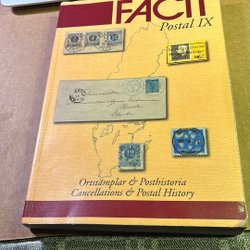 FACIT
Postal IX
Ortstämplar & Posthistoria
Cancellations & Postal History